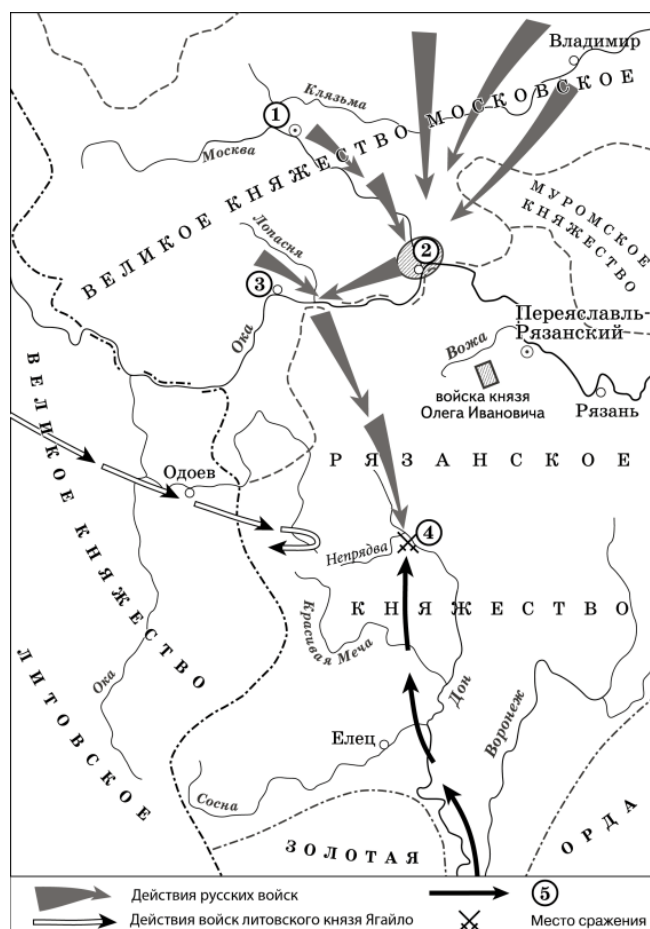 Владимир
Клязьма
1
Москва
ВЕЛИКОЕ КНЯЖЕСТВО МОСКОВСКОЕ
МУРОМСКОЕ
КНЯЖЕСТВО
Лопасня
2
3
Ока
Переяславль-
Рязанский
Вожа
войска князя
Олега Ивановича
Рязань
ВЕЛИКОЕ КНЯЖЕСТВО
ЛИТОВСКОЕ
Одоев
РЯЗАНСКОЕ
4
Непрядва
КНЯЖЕСТВО
Красивая Меча
Ока
Дон
Воронеж
Елец
Сосна
ЗОЛОТАЯ
ОРДА
Действия русских войск
5
Действия войск литовского князя Ягайло
Место сражения